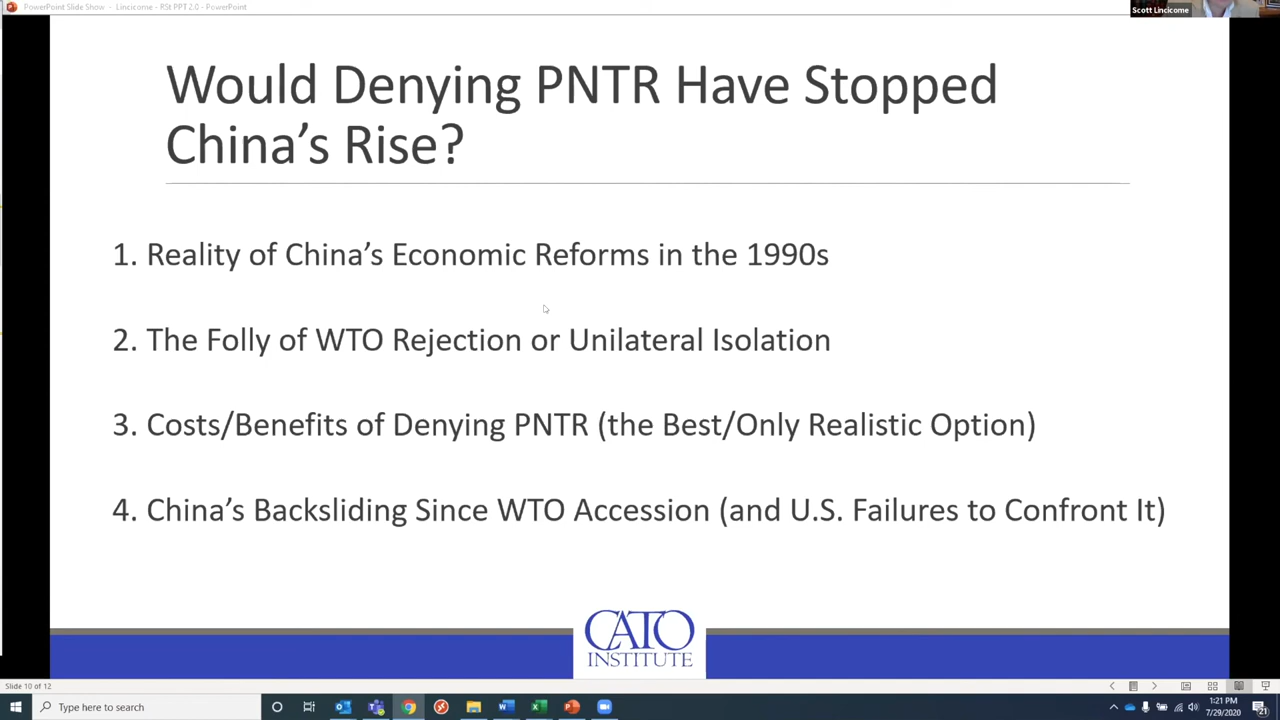 PowerPoint Slide Show - Lincicome - RSt PPT 2.0 - PowerPoint
Scott Lincicome
Would Denying PNTR Have Stopped
China’s Rise?
1. Reality of China’s Economic Reforms in the 1990s
2. The Folly of WTO Rejection or Unilateral Isolation
3. Costs/Benefits of Denying PNTR (the Best/Only Realistic Option)
4. China’s Backsliding Since WTO Accession (and U.S. Failures to Confront It)
CATO
INSTITUTE
Slide 10 of 12
Type here to search
1:21 PM
7/29/2020
21